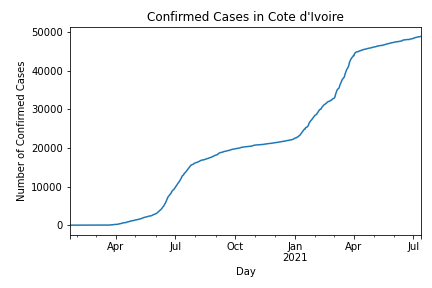 Confirmed Cases in Cote d'Ivoire
Number of Confirmed Cases
50000
40000
30000
20000
10000
0
Apr Jul Oct Jan Apr Jul
2021
Day